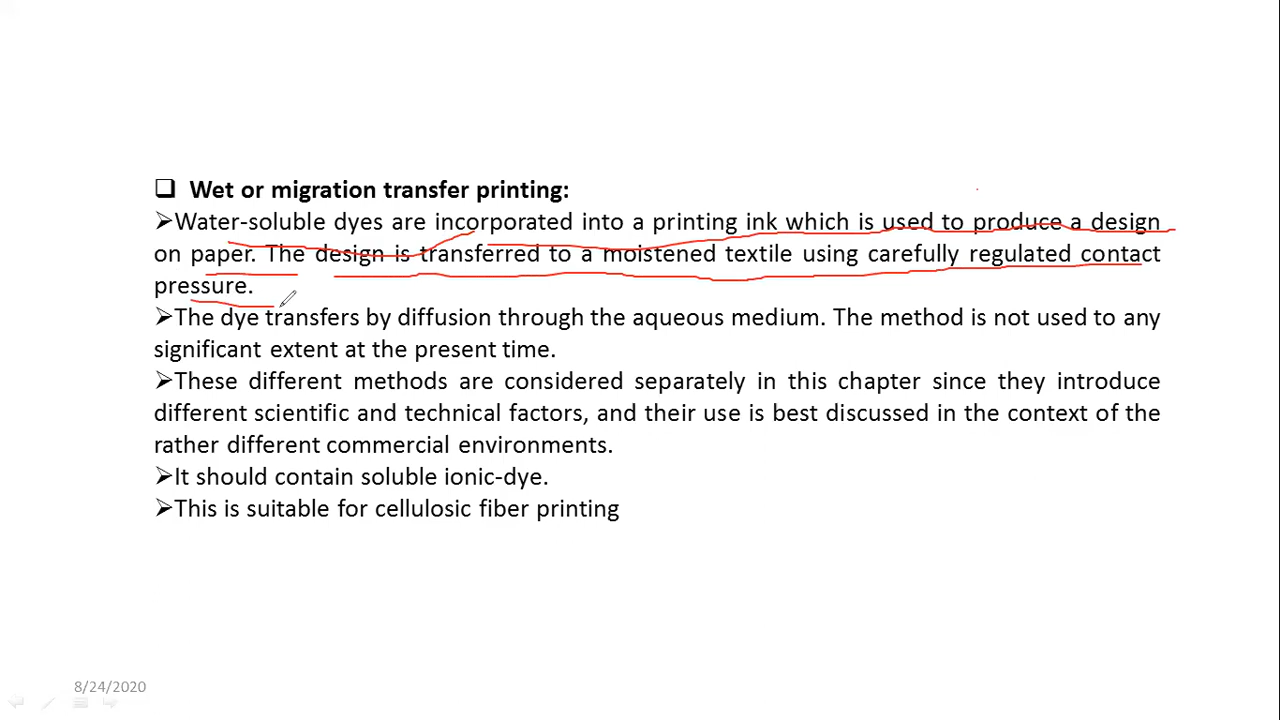 ❑ Wet or migration transfer printing:
➢Water-soluble dyes are incorporated into a printing ink which is used to produce a design
on paper. The design is transferred to a moistened textile using carefully regulated contact
pressure.
➢The dye transfers by diffusion through the aqueous medium. The method is not used to any
significant extent at the present time.
➢These different methods are considered separately in this chapter since they introduce
different scientific and technical factors, and their use is best discussed in the context of the
rather different commercial environments.
➢It should contain soluble ionic-dye.
➢This is suitable for cellulosic fiber printing
8/24/2020